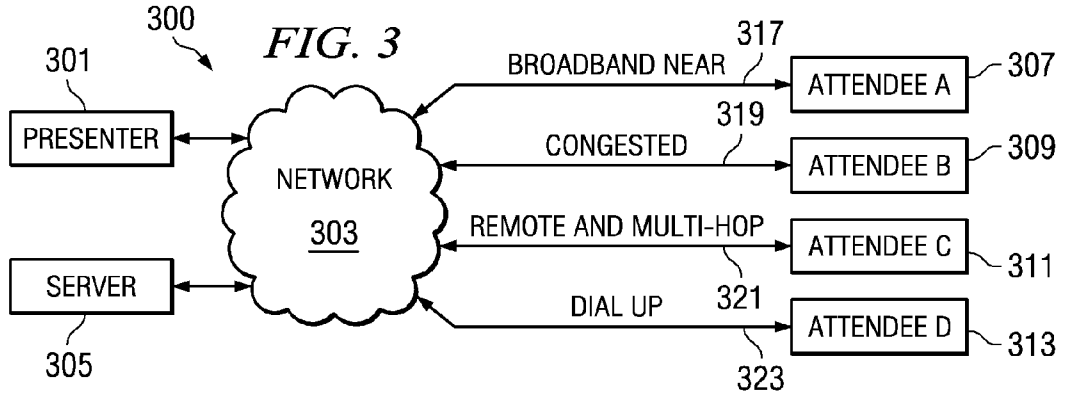 300
FIG. 3
301
PRESENTER
NETWORK
303
SERVER
305
BROADBAND NEAR
317
ATTENDEE A
307
CONGESTED
319
ATTENDEE B
309
REMOTE AND MULTI-HOP
321
ATTENDEE C
311
DIAL UP
323
ATTENDEE D
313